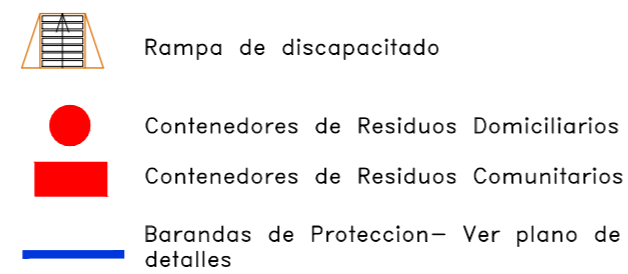 Rampa de discapacitado
Contenedores de Residuos Domiciliarios
Contenedores de Residuos Comunitarios
Barandas de Proteccion– Ver plano de
detalles